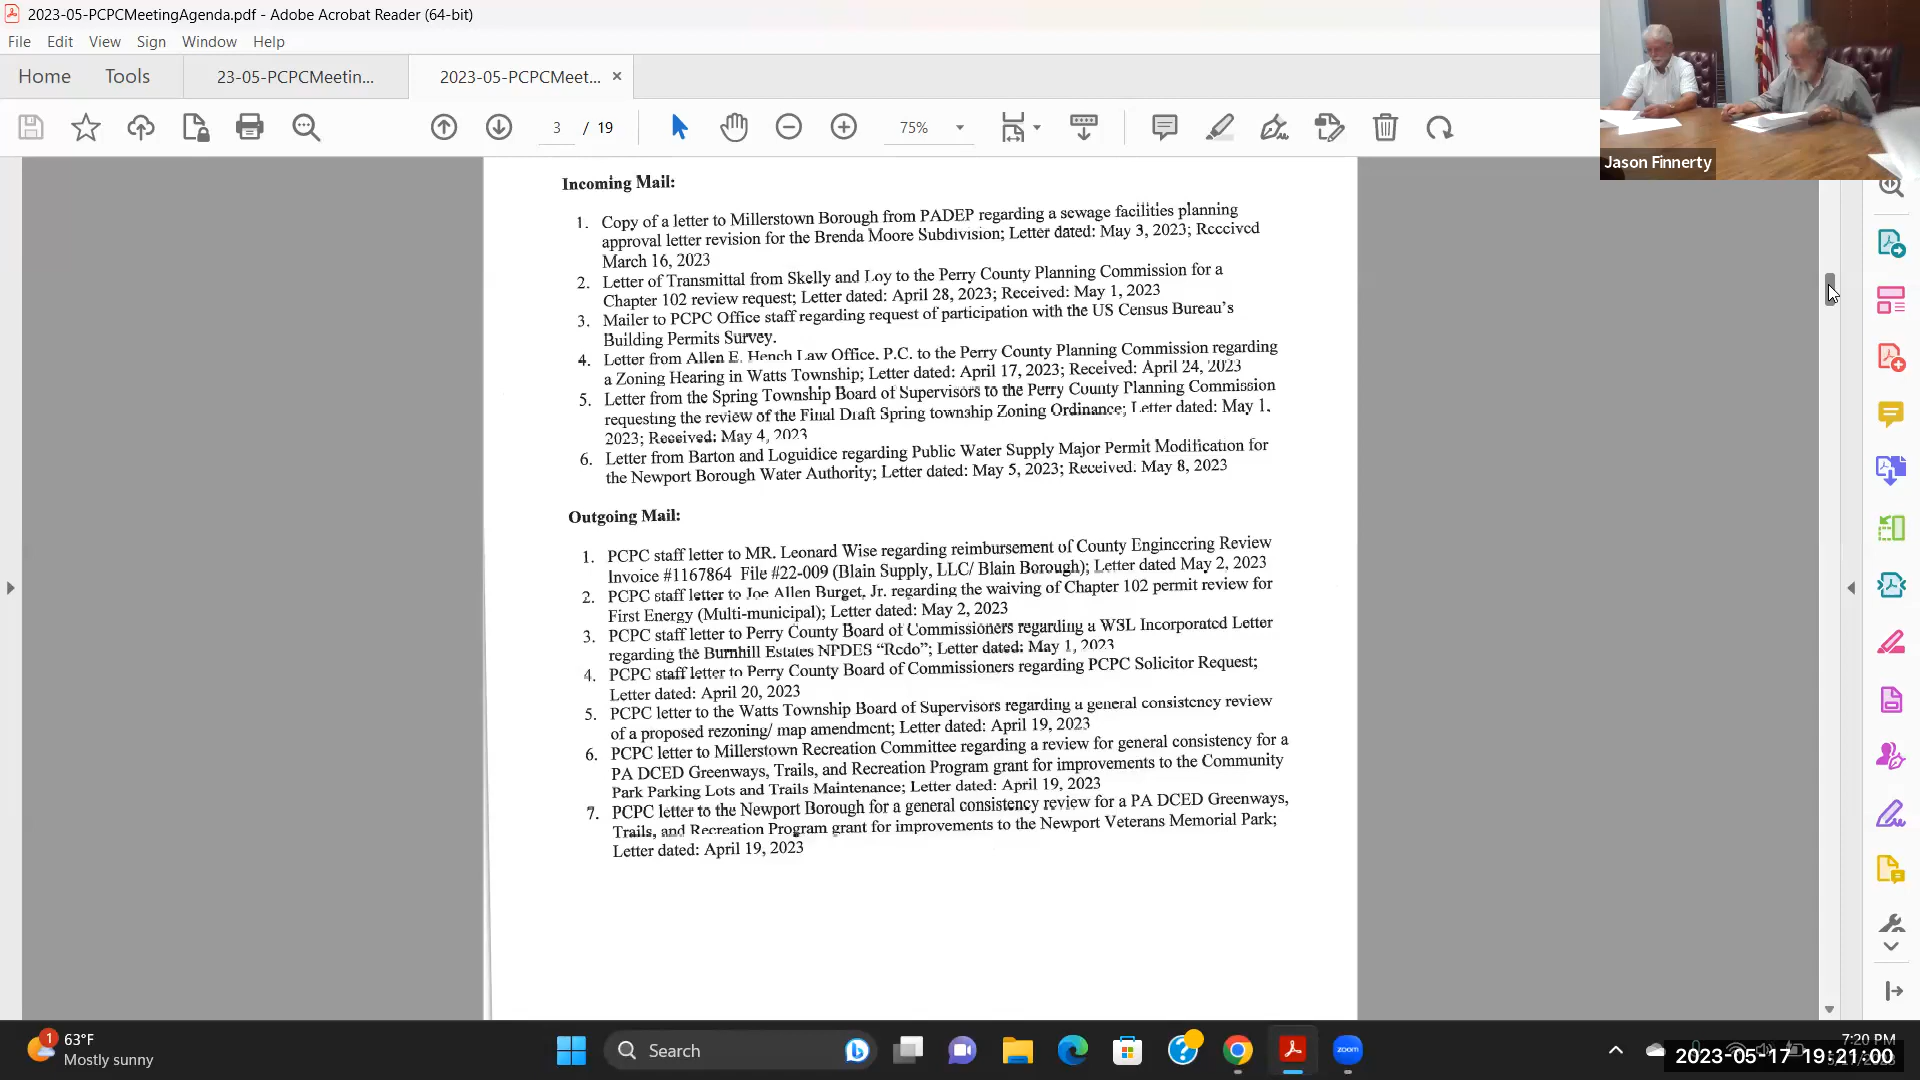 2023-05-PCPCMeetingAgenda.pdf - Adobe Acrobat Reader (64-bit)
File Edit View Sign Window Help
Home Tools 23-05-PCPCMeetin... 2023-05-PCPCMeet... ×
3 / 19 75%
Jason Finnerty
Incoming Mail:
1. Copy of a letter to Millerstown Borough from PADEP regarding a sewage facilities planning
approval letter revision for the Brenda Moore Subdivision; Letter dated: May 3, 2023; Received
March 16, 2023
2. Letter of Transmittal from Skelly and Loy to the Perry County Planning Commission for a
Chapter 102 review request; Letter dated: April 28, 2023; Received: May 1, 2023
3. Mailer to PCPC Office staff regarding request of participation with the US Census Bureau's
Building Permits Survey.
4. Letter from Allen E. Hench Law Office, P.C. to the Perry County Planning Commission regarding
a Zoning Hearing in Watts Township; Letter dated: April 17, 2023; Received: April 24, 2023
5. Letter from the Spring Township Board of Supervisors to the Perry County Planning Commission
requesting the review of the Final Draft Spring township Zoning Ordinance; Letter dated: May 1,
2023; Received: May 4, 2023
6. Letter from Barton and Loguidice regarding Public Water Supply Major Permit Modification for
the Newport Borough Water Authority; Letter dated: May 5, 2023; Received: May 8, 2023
Outgoing Mail:
1. PCPC staff letter to MR. Leonard Wise regarding reimbursement of County Engineering Review
Invoice #1167864 File #22-009 (Blain Supply, LLC/ Blain Borough); Letter dated May 2, 2023
2. PCPC staff letter to Joe Allen Burget, Jr. regarding the waiving of Chapter 102 permit review for
First Energy (Multi-municipal); Letter dated: May 2, 2023
3. PCPC staff letter to Perry County Board of Commissioners regarding a WSL Incorporated Letter
regarding the Burnhill Estates NPDES "Redo"; Letter dated: May 1, 2023
4. PCPC staff letter to Perry County Board of Commissioners regarding PCPC Solicitor Request;
Letter dated: April 20, 2023
5. PCPC letter to the Watts Township Board of Supervisors regarding a general consistency review
of a proposed rezoning/ map amendment; Letter dated: April 19, 2023
6. PCPC letter to Millerstown Recreation Committee regarding a review for general consistency for a
PA DCED Greenways, Trails, and Recreation Program grant for improvements to the Community
Park Parking Lots and Trails Maintenance; Letter dated: April 19, 2023
7. PCPC letter to the Newport Borough for a general consistency review for a PA DCED Greenways,
Trails, and Recreation Program grant for improvements to the Newport Veterans Memorial Park;
Letter dated: April 19, 2023
1 63°F
Mostly sunny
Search
zoom
7:20 PM
2023-05-17 19:21:00